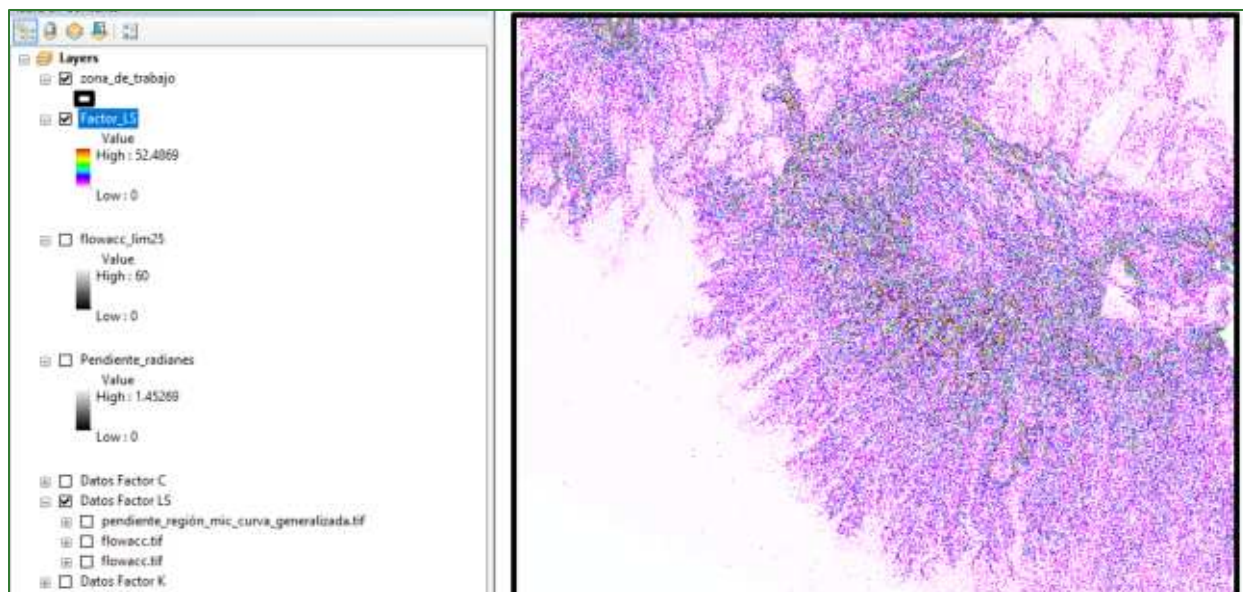 Layers
zona_de_trabajo
Factor_LS
Value
High : 52.4869
Low : 0
flowacc_lim25
Value
High : 60
Low : 0
Pendiente_radianes
Value
High : 1.45269
Low : 0
Datos Factor C
Datos Factor LS
pendiente_región_mic_curva_generalizada.tif
flowacc.tif
flowacc.tif
Datos Factor K